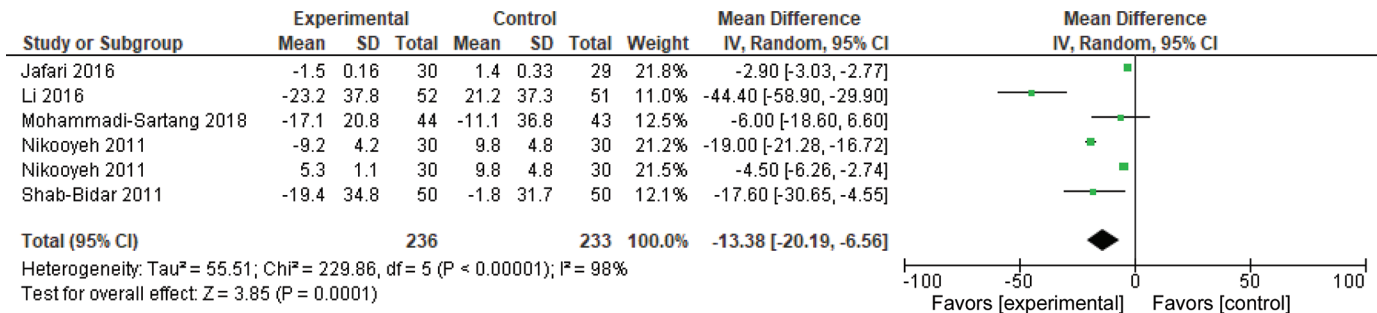 Experimental Control Mean Difference Mean Difference
Study or Subgroup Mean SD Total Mean SD Total Weight IV, Random, 95% CI IV, Random, 95% CI
Jafari 2016 -1.5 0.16 30 1.4 0.33 29 21.8% -2.90 [-3.03, -2.77]
Li 2016 -23.2 37.8 52 21.2 37.3 51 11.0% -44.40 [-58.90, -29.90]
Mohammadi-Sartang 2018 -17.1 20.8 44 -11.1 36.8 43 12.5% -6.00 [-18.60, 6.60]
Nikooyeh 2011 -9.2 4.2 30 9.8 4.8 30 21.2% -19.00 [-21.28, -16.72]
Nikooyeh 2011 5.3 1.1 30 9.8 4.8 30 21.5% -4.50 [-6.26, -2.74]
Shab-Bidar 2011 -19.4 34.8 50 -1.8 31.7 50 12.1% -17.60 [-30.65, -4.55]
Total (95% CI) 236 233 100.0% -13.38 [-20.19, -6.56]
Heterogeneity: Tau² = 55.51; Chi² = 229.86, df = 5 (P < 0.00001); I² = 98%
Test for overall effect: Z = 3.85 (P = 0.0001)
-100 -50 0 50 100
Favors [experimental] Favors [control]